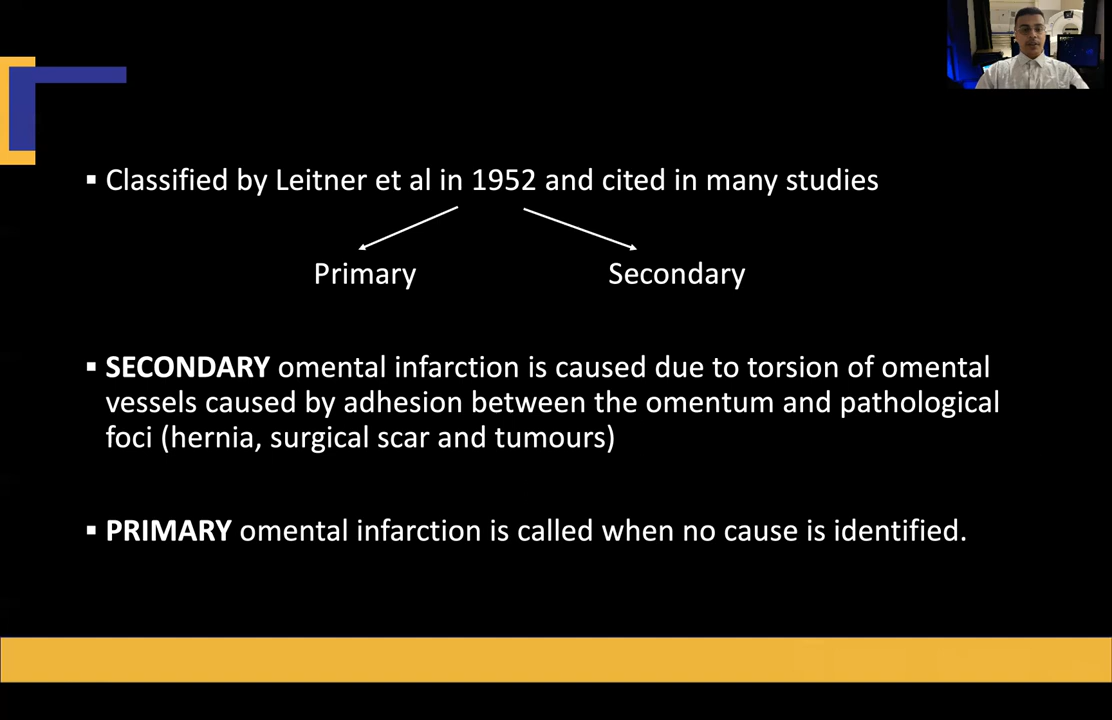 ▪ Classified by Leitner et al in 1952 and cited in many studies
Primary Secondary
▪ SECONDARY omental infarction is caused due to torsion of omental
vessels caused by adhesion between the omentum and pathological
foci (hernia, surgical scar and tumours)
▪ PRIMARY omental infarction is called when no cause is identified.